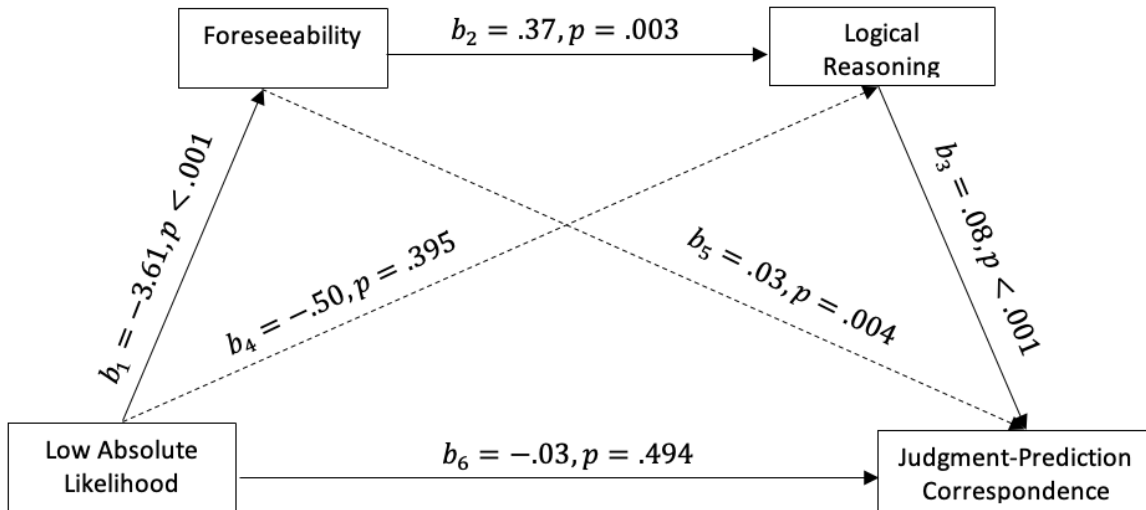 Foreseeability
b₂ = .37, p = .003
Logical
Reasoning
b₁ = −3.61, p < .001
b₄ = −.50, p = .395
b₅ = .03, p = .004
b₃ = .08, p < .001
Low Absolute
Likelihood
b₆ = −.03, p = .494
Judgment-Prediction
Correspondence